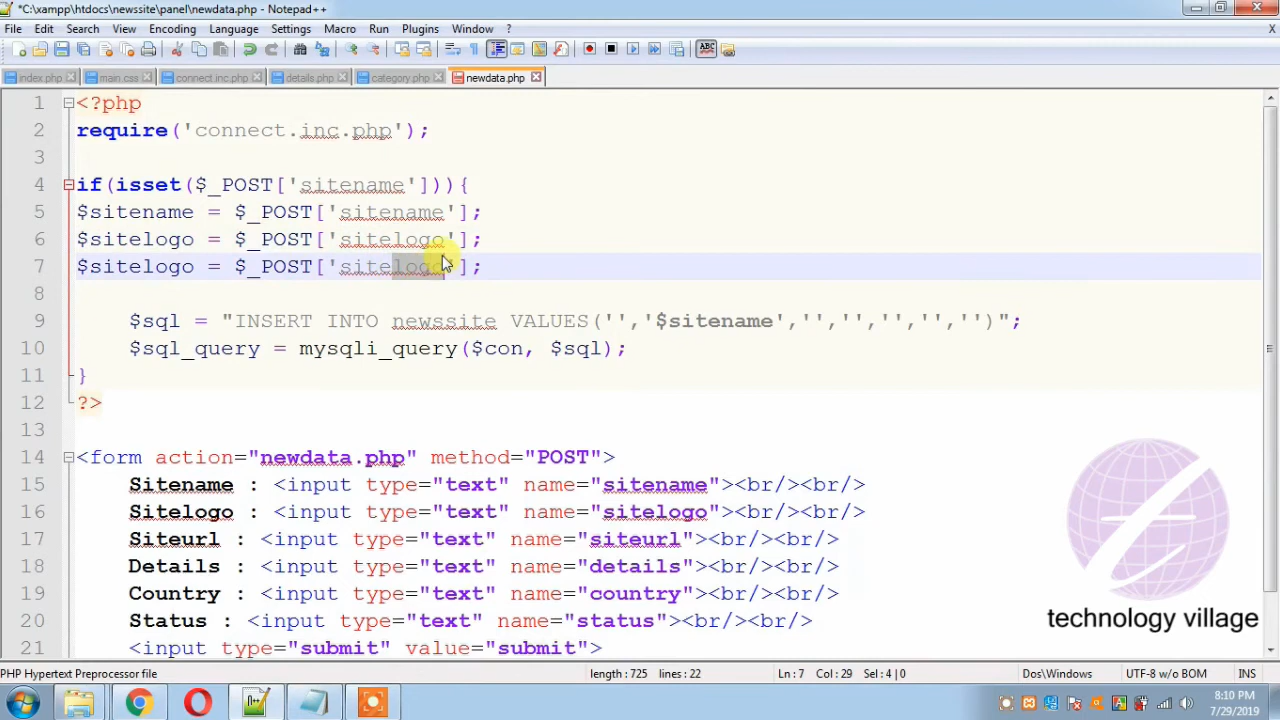 *C:\xampp\htdocs\newssite\panel\newdata.php - Notepad++
File Edit Search View Encoding Language Settings Macro Run Plugins Window ? X
index.php main.css connect.inc.php details.php category.php newdata.php
1 <?php
2 require('connect.inc.php');
3
4 if(isset($_POST['sitename'])){
5 $sitename = $_POST['sitename'];
6 $sitelogo = $_POST['sitelogo'];
7 $sitelogo = $_POST['sitelogo'];
8
9 $sql = "INSERT INTO newssite VALUES('','$sitename','','','','','')";
10 $sql_query = mysqli_query($con, $sql);
11 }
12 ?>
13
14 <form action="newdata.php" method="POST">
15 Sitename : <input type="text" name="sitename"><br/><br/>
16 Sitelogo : <input type="text" name="sitelogo"><br/><br/>
17 Siteurl : <input type="text" name="siteurl"><br/><br/>
18 Details : <input type="text" name="details"><br/><br/>
19 Country : <input type="text" name="country"><br/><br/>
20 Status : <input type="text" name="status"><br/><br/>
21 <input type="submit" value="submit">
technology village
PHP Hypertext Preprocessor file length : 725 lines : 22 Ln : 7 Col : 29 Sel : 4 | 0 Dos\Windows UTF-8 w/o BOM INS
8:10 PM
7/29/2019